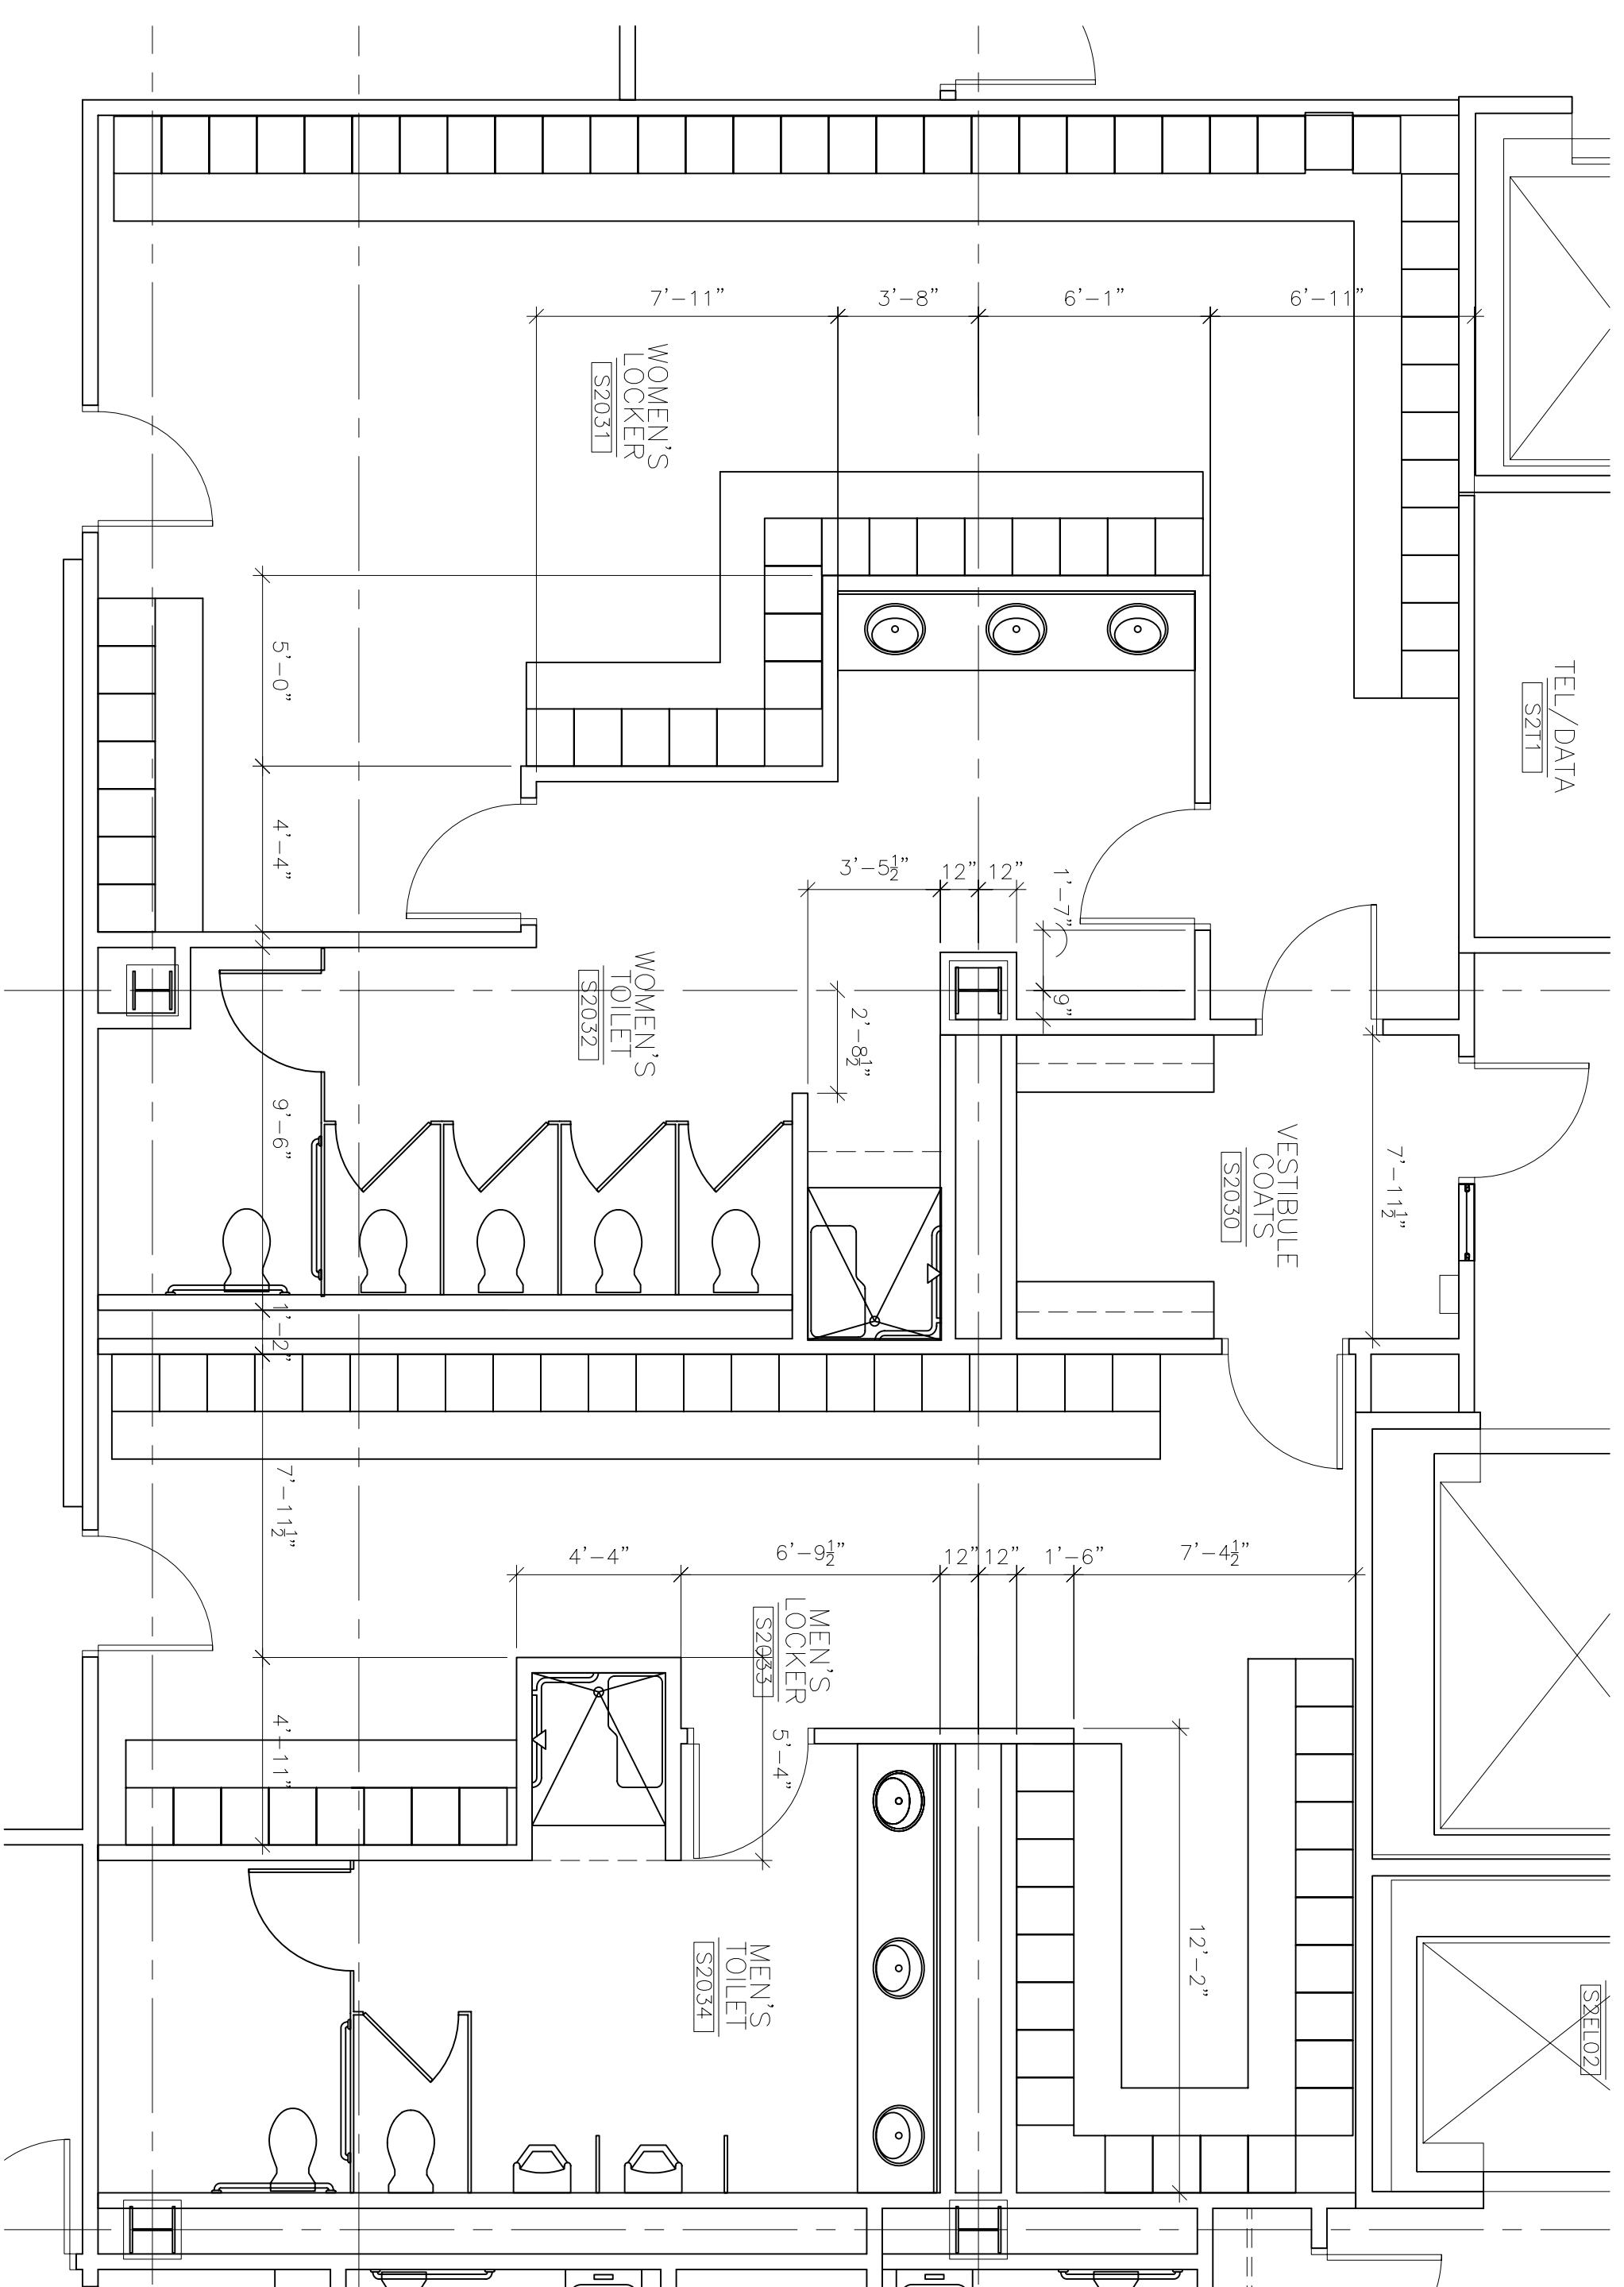 7'-11"
3'-8"
6'-1"
6'-11"
WOMEN'S
LOCKER
S2031
TEL/DATA
S2T1
5'-0"
4'-4"
3'-5½"
12"
12"
1'-7"
9"
WOMEN'S
TOILET
S2032
2'-8½"
9'-6"
VESTIBULE
COATS
S2030
7'-11½"
1'-2"
7'-11½"
4'-4"
6'-9½"
12"
12"
1'-6"
7'-4½"
MEN'S
LOCKER
S2033
4'-11"
5'-4"
12'-2"
MEN'S
TOILET
S2034
S2EL02